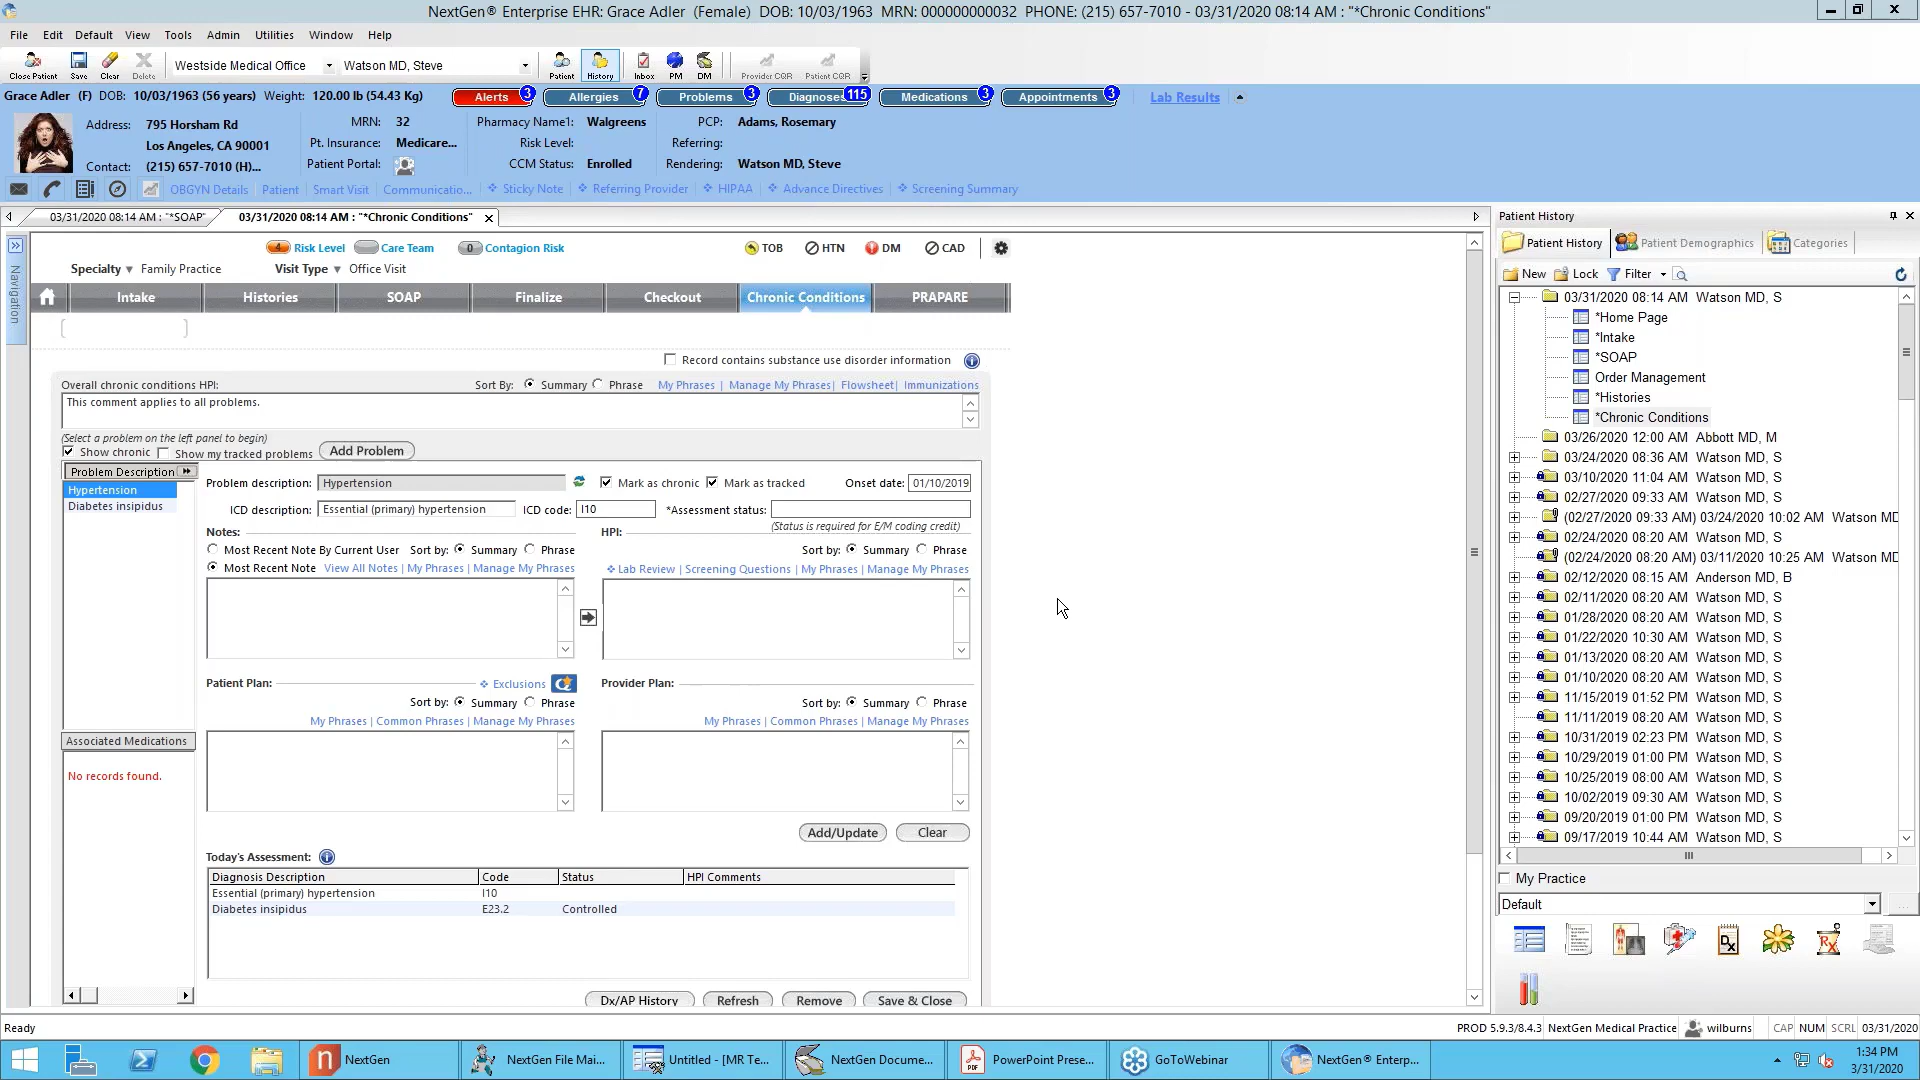 NextGen® Enterprise EHR: Grace Adler (Female) DOB: 10/03/1963 MRN: 000000000032 PHONE: (215) 657-7010 - 03/31/2020 08:14 AM : "*Chronic Conditions"
File Edit Default View Tools Admin Utilities Window Help
Close Patient Save Clear Delete Westside Medical Office Watson MD, Steve Patient History Inbox PM DM Provider CQR Patient CQR
Grace Adler (F) DOB: 10/03/1963 (56 years) Weight: 120.00 lb (54.43 Kg) Alerts 3 Allergies 7 Problems 3 Diagnoses 115 Medications 3 Appointments 3 Lab Results
Address: 795 Horsham Rd MRN: 32 Pharmacy Name1: Walgreens PCP: Adams, Rosemary
Los Angeles, CA 90001 Pt. Insurance: Medicare... Risk Level: Referring:
Contact: (215) 657-7010 (H)... Patient Portal: CCM Status: Enrolled Rendering: Watson MD, Steve
OBGYN Details Patient Smart Visit Communicatio... Sticky Note Referring Provider HIPAA Advance Directives Screening Summary
03/31/2020 08:14 AM : "*SOAP" 03/31/2020 08:14 AM : "*Chronic Conditions"
Navigation
4 Risk Level Care Team 0 Contagion Risk TOB HTN DM CAD
Specialty Family Practice Visit Type Office Visit
Intake Histories SOAP Finalize Checkout Chronic Conditions PRAPARE
Record contains substance use disorder information
Overall chronic conditions HPI: Sort By: Summary Phrase My Phrases | Manage My Phrases | Flowsheet | Immunizations
This comment applies to all problems.
(Select a problem on the left panel to begin)
Show chronic Show my tracked problems Add Problem
Problem Description
Hypertension
Diabetes insipidus
Problem description: Hypertension Mark as chronic Mark as tracked Onset date: 01/10/2019
ICD description: Essential (primary) hypertension ICD code: I10 *Assessment status:
(Status is required for E/M coding credit)
Notes: HPI:
Most Recent Note By Current User Sort by: Summary Phrase Sort by: Summary Phrase
Most Recent Note View All Notes | My Phrases | Manage My Phrases Lab Review | Screening Questions | My Phrases | Manage My Phrases
Patient Plan: Exclusions Provider Plan:
Sort by: Summary Phrase Sort by: Summary Phrase
My Phrases | Common Phrases | Manage My Phrases My Phrases | Common Phrases | Manage My Phrases
Associated Medications
No records found.
Add/Update Clear
Today's Assessment:
Diagnosis Description Code Status HPI Comments
Essential (primary) hypertension I10
Diabetes insipidus E23.2 Controlled
Dx/AP History Refresh Remove Save & Close
Patient History
Patient History Patient Demographics Categories
New Lock Filter
03/31/2020 08:14 AM Watson MD, S
*Home Page
*Intake
*SOAP
Order Management
*Histories
*Chronic Conditions
03/26/2020 12:00 AM Abbott MD, M
03/24/2020 08:36 AM Watson MD, S
03/10/2020 11:04 AM Watson MD, S
02/27/2020 09:33 AM Watson MD, S
(02/27/2020 09:33 AM) 03/24/2020 10:02 AM Watson MD
02/24/2020 08:20 AM Watson MD, S
(02/24/2020 08:20 AM) 03/11/2020 10:25 AM Watson MD
02/12/2020 08:15 AM Anderson MD, B
02/11/2020 08:20 AM Watson MD, S
01/28/2020 08:20 AM Watson MD, S
01/22/2020 10:30 AM Watson MD, S
01/13/2020 08:20 AM Watson MD, S
01/10/2020 08:20 AM Watson MD, S
11/15/2019 01:52 PM Watson MD, S
11/11/2019 08:20 AM Watson MD, S
10/31/2019 02:23 PM Watson MD, S
10/29/2019 01:00 PM Watson MD, S
10/25/2019 08:00 AM Watson MD, S
10/02/2019 09:30 AM Watson MD, S
09/20/2019 01:00 PM Watson MD, S
09/17/2019 10:44 AM Watson MD, S
My Practice
Default
Dx Rx
Ready PROD 5.9.3/8.4.3 NextGen Medical Practice wilburns CAP NUM SCRL 03/31/2020
NextGen NextGen File Mai... Untitled - [MR Te... NextGen Docume... PowerPoint Prese... GoToWebinar NextGen® Enterp... 1:34 PM
3/31/2020